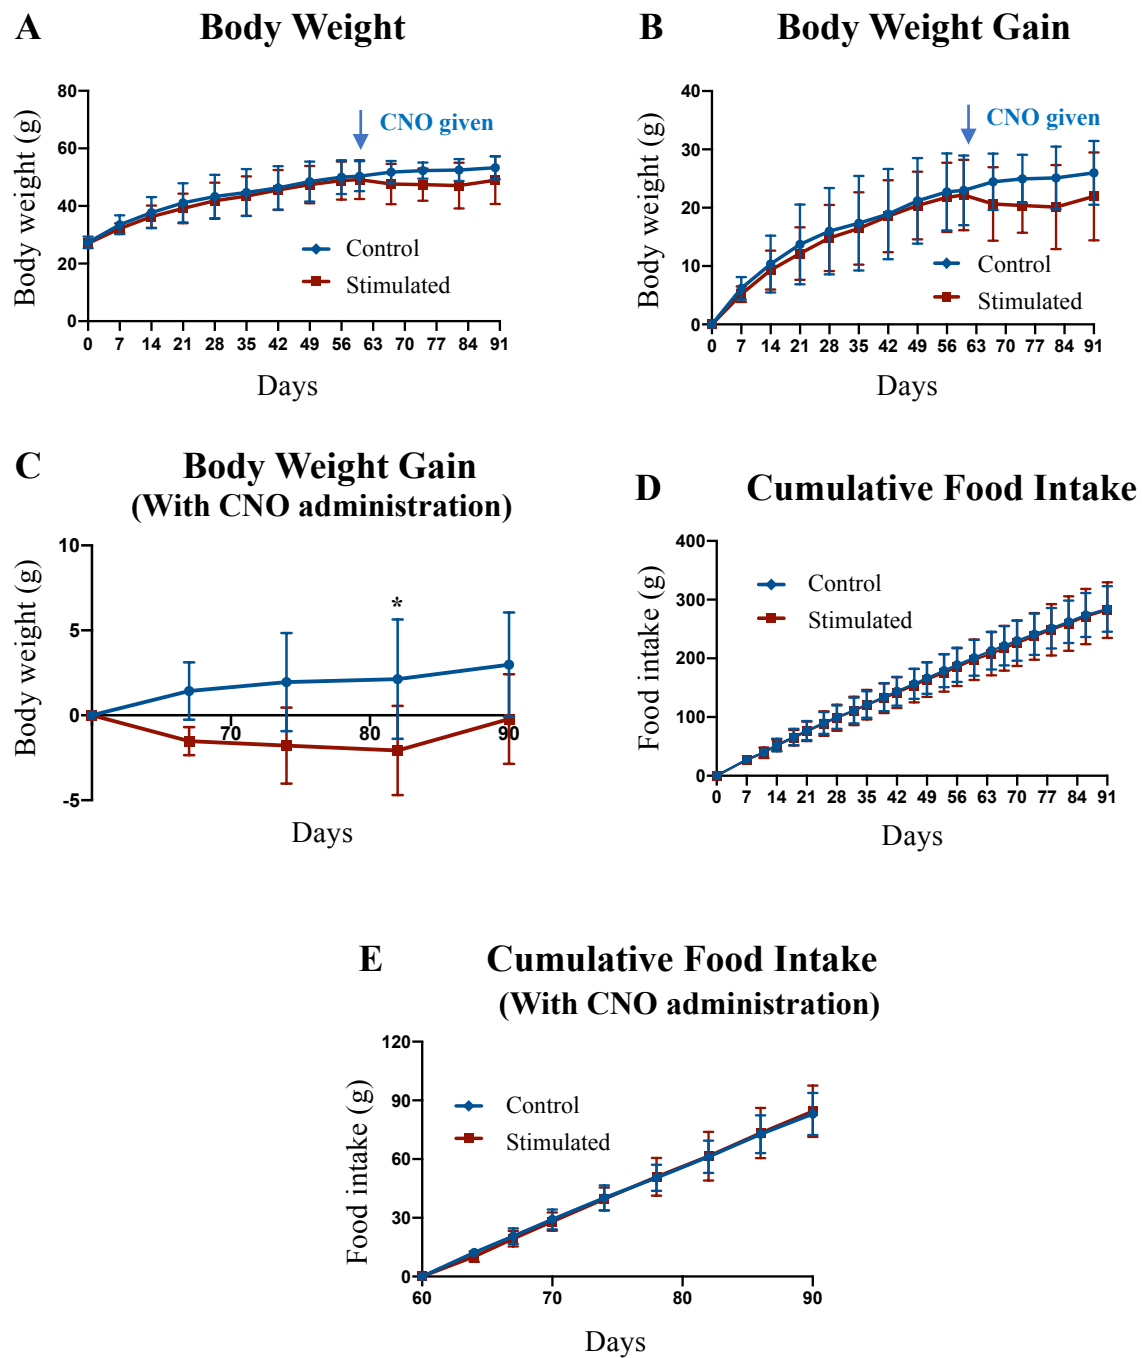 A Body Weight
80
60
40
20
0
Body weight (g)
CNO given
Control
Stimulated
0 7 14 21 28 35 42 49 56 63 70 77 84 91
Days
B Body Weight Gain
40
30
20
10
0
Body weight (g)
CNO given
Control
Stimulated
0 7 14 21 28 35 42 49 56 63 70 77 84 91
Days
C Body Weight Gain
(With CNO administration)
10
5
0
-5
Body weight (g)
*
70 80 90
Days
D Cumulative Food Intake
400
300
200
100
0
Food intake (g)
Control
Stimulated
0 7 14 21 28 35 42 49 56 63 70 77 84 91
Days
E Cumulative Food Intake
(With CNO administration)
120
90
60
30
0
Food intake (g)
Control
Stimulated
60 70 80 90
Days